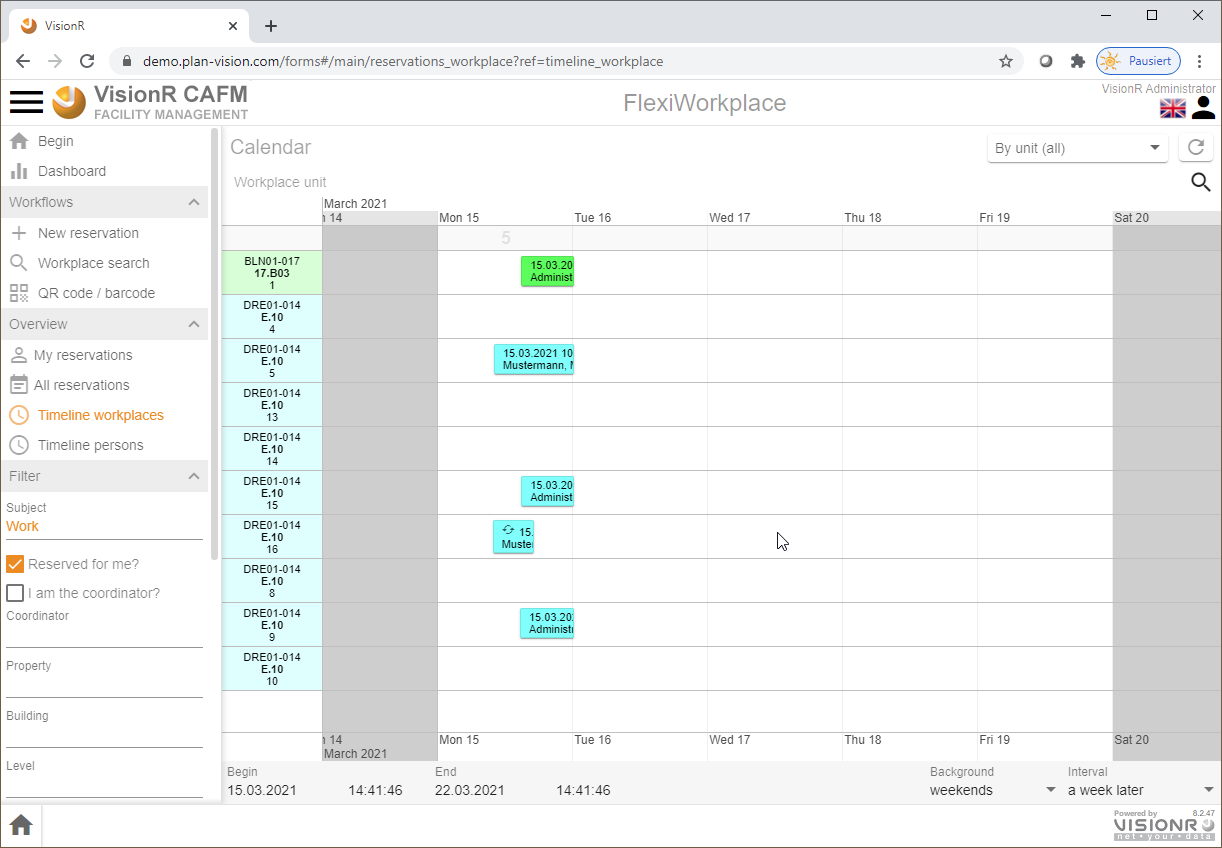 VisionR
demo.plan-vision.com/forms#/main/reservations_workplace?ref=timeline_workplace
Pausiert
VisionR CAFM
FACILITY MANAGEMENT
FlexiWorkplace
VisionR Administrator
Begin
Dashboard
Workflows
New reservation
Workplace search
QR code / barcode
Overview
My reservations
All reservations
Timeline workplaces
Timeline persons
Filter
Subject
Work
Reserved for me?
I am the coordinator?
Coordinator
Property
Building
Level
Calendar
By unit (all)
Workplace unit
March 2021
14 Mon 15 Tue 16 Wed 17 Thu 18 Fri 19 Sat 20
5
BLN01-017
17.B03
1
15.03.20
Administ
DRE01-014
E.10
4
DRE01-014
E.10
5
15.03.2021 10
Mustermann, M
DRE01-014
E.10
13
DRE01-014
E.10
14
DRE01-014
E.10
15
15.03.20
Administ
DRE01-014
E.10
16
15.
Muste
DRE01-014
E.10
8
DRE01-014
E.10
9
15.03.202
Administr
DRE01-014
E.10
10
14 Mon 15 Tue 16 Wed 17 Thu 18 Fri 19 Sat 20
March 2021
Begin End Background Interval
15.03.2021 14:41:46 22.03.2021 14:41:46 weekends a week later
Powered by 8.2.47
VISIONR
net·your·data